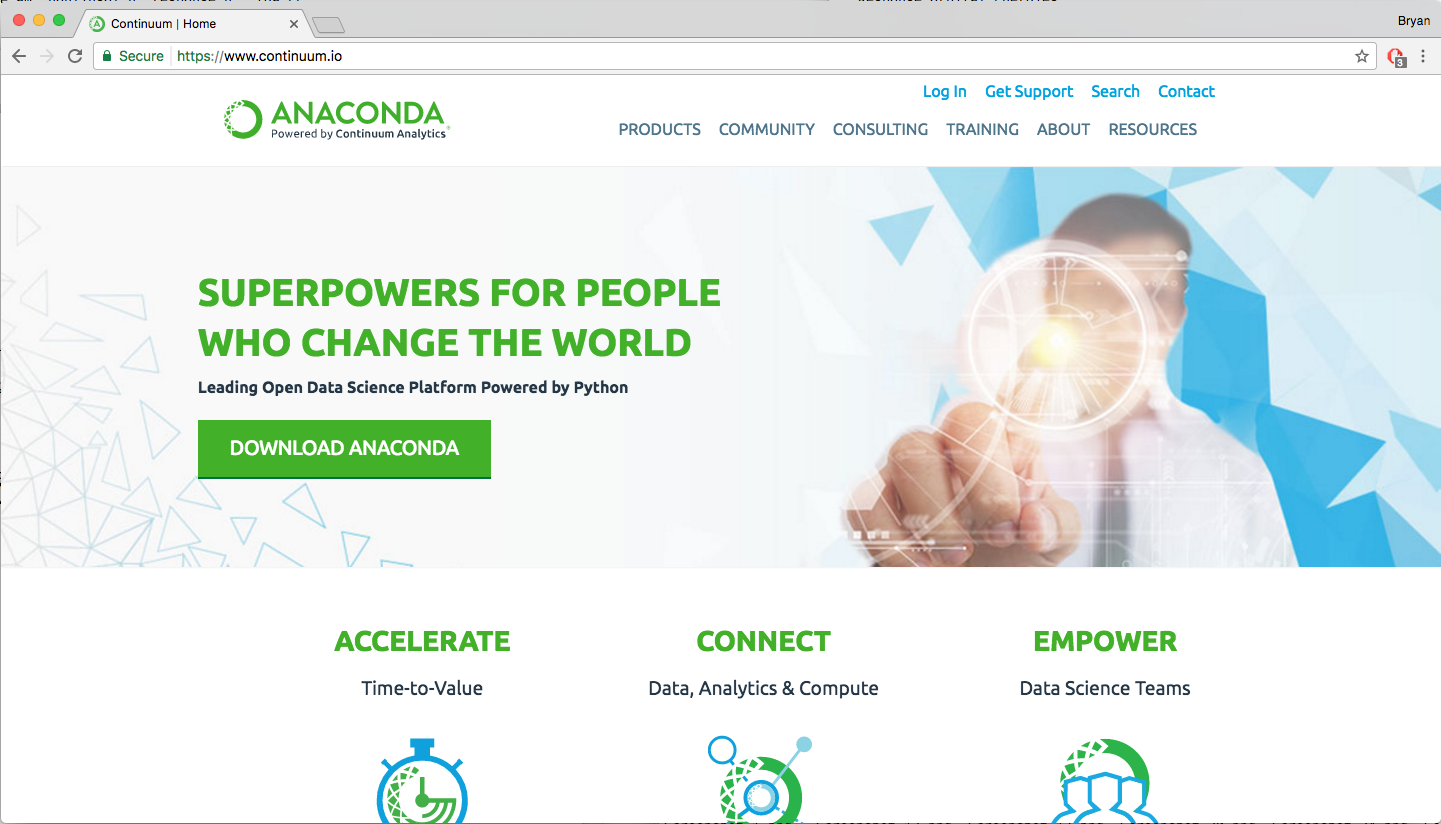 Continuum | Home
Bryan
Secure
https://www.continuum.io
3
Log In Get Support Search Contact
ANACONDA
Powered by Continuum Analytics®
PRODUCTS COMMUNITY CONSULTING TRAINING ABOUT RESOURCES
SUPERPOWERS FOR PEOPLE
WHO CHANGE THE WORLD
Leading Open Data Science Platform Powered by Python
DOWNLOAD ANACONDA
ACCELERATE
Time-to-Value
CONNECT
Data, Analytics & Compute
EMPOWER
Data Science Teams